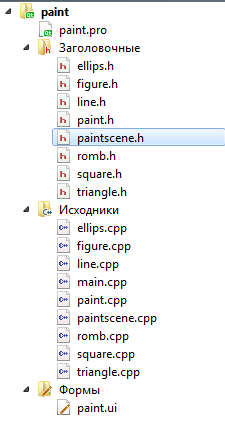 paint
paint.pro
Заголовочные
ellips.h
figure.h
line.h
paint.h
paintscene.h
romb.h
square.h
triangle.h
Исходники
ellips.cpp
figure.cpp
line.cpp
main.cpp
paint.cpp
paintscene.cpp
romb.cpp
square.cpp
triangle.cpp
Формы
paint.ui